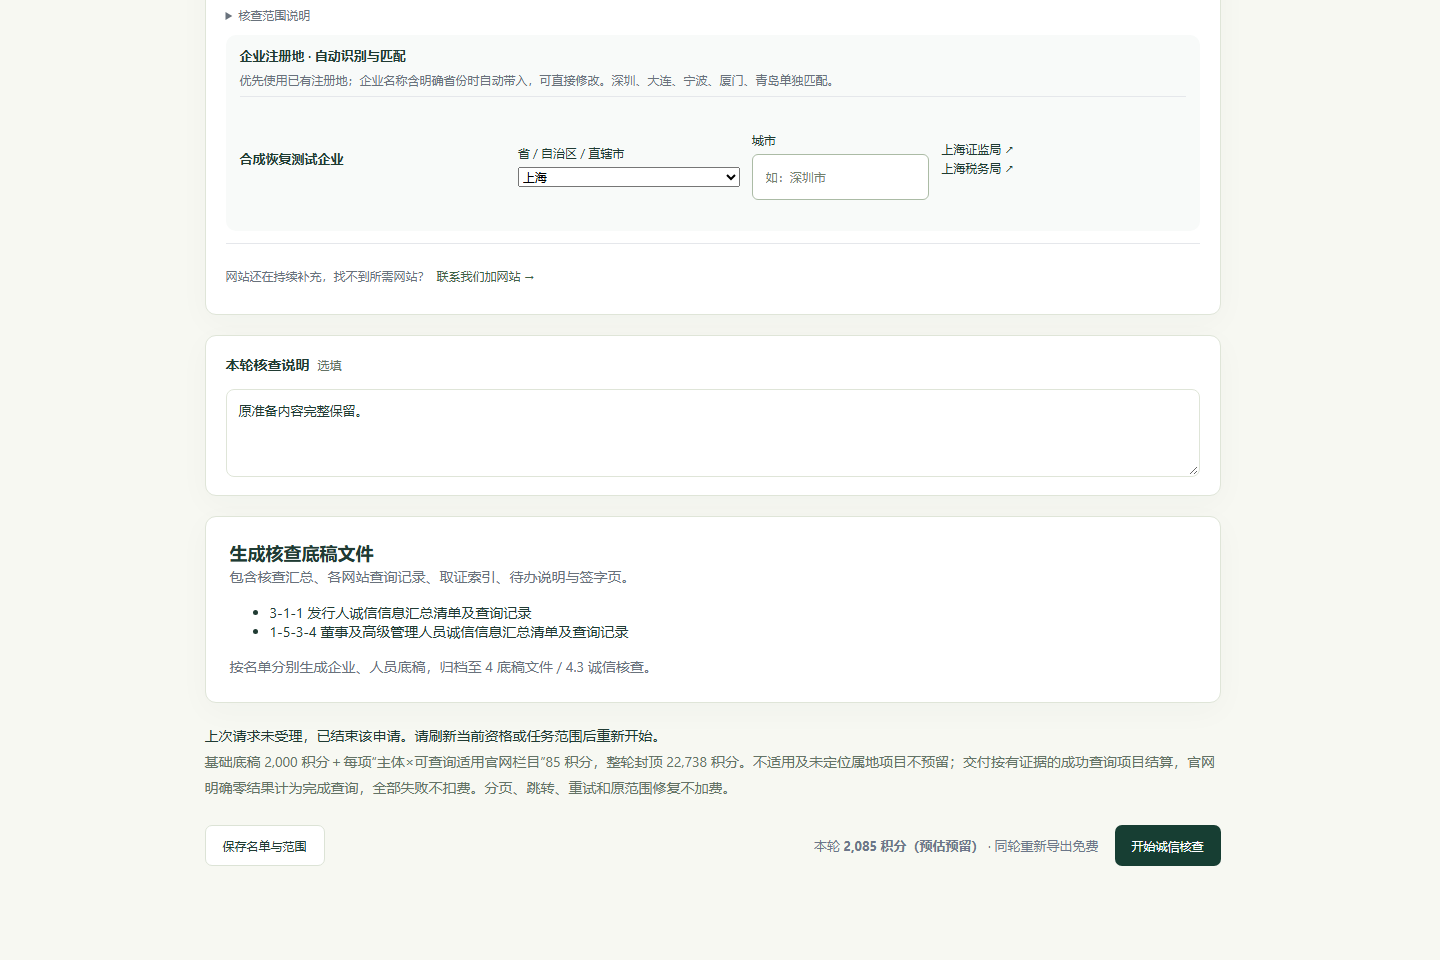 核查范围说明
企业注册地 · 自动识别与匹配
优先使用已有注册地；企业名称含明确省份时自动带入，可直接修改。深圳、大连、宁波、厦门、青岛单独匹配。
合成恢复测试企业
省 / 自治区 / 直辖市
上海
城市
如：深圳市
上海证监局 ↗
上海税务局 ↗
网站还在持续补充，找不到所需网站？ 联系我们加网站 →
本轮核查说明 选填
原准备内容完整保留。
生成核查底稿文件
包含核查汇总、各网站查询记录、取证索引、待办说明与签字页。
• 3-1-1 发行人诚信信息汇总清单及查询记录
• 1-5-3-4 董事及高级管理人员诚信信息汇总清单及查询记录
按名单分别生成企业、人员底稿，归档至 4 底稿文件 / 4.3 诚信核查。
上次请求未受理，已结束该申请。请刷新当前资格或任务范围后重新开始。
基础底稿 2,000 积分 + 每项“主体×可查询适用官网栏目”85 积分，整轮封顶 22,738 积分。不适用及未定位属地项目不预留；交付按有证据的成功查询项目结算，官网
明确零结果计为完成查询，全部失败不扣费。分页、跳转、重试和原范围修复不加费。
保存名单与范围
本轮 2,085 积分（预估预留） · 同轮重新导出免费
开始诚信核查